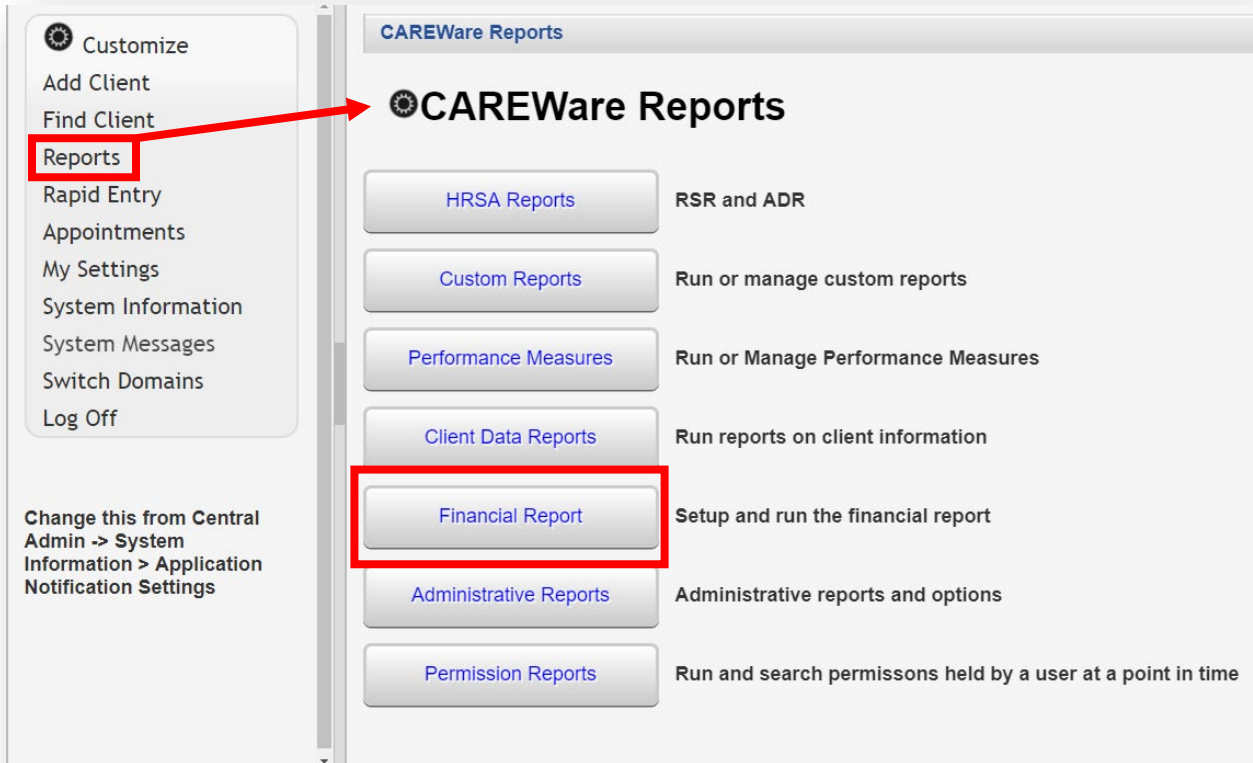 Customize
Add Client
Find Client
Reports
Rapid Entry
Appointments
My Settings
System Information
System Messages
Switch Domains
Log Off
Change this from Central
Admin -> System
Information > Application
Notification Settings
CAREWare Reports
CAREWare Reports
HRSA Reports RSR and ADR
Custom Reports Run or manage custom reports
Performance Measures Run or Manage Performance Measures
Client Data Reports Run reports on client information
Financial Report Setup and run the financial report
Administrative Reports Administrative reports and options
Permission Reports Run and search permissons held by a user at a point in time